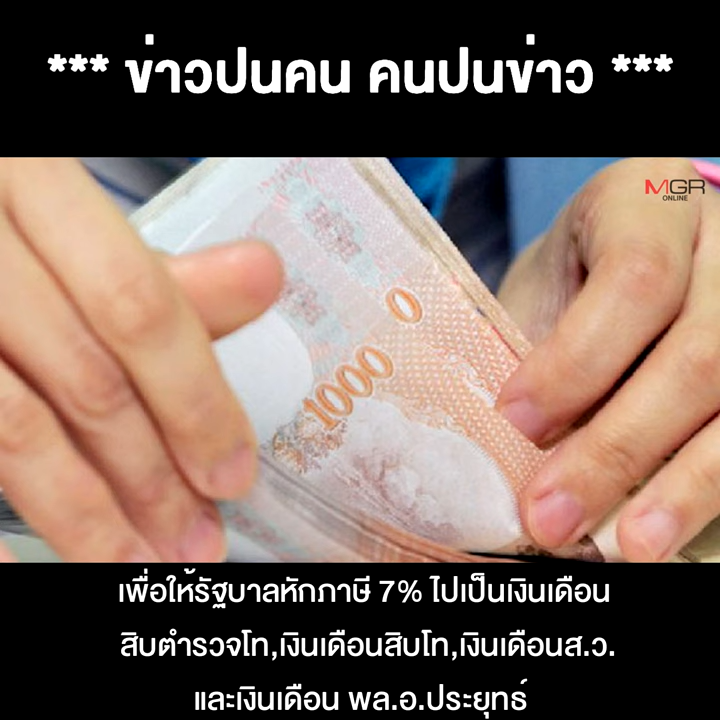 *** ข่าวปนคน คนปนข่าว ***
MGR
ONLINE
1000
0
เพื่อให้รัฐบาลหักภาษี 7% ไปเป็นเงินเดือน
สิบตำรวจโท,เงินเดือนสิบโท,เงินเดือนส.ว.
และเงินเดือน พล.อ.ประยุทธ์